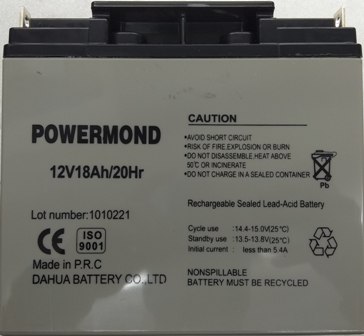 POWERMOND
12V18Ah/20Hr
Lot number:1010221
CE ISO 9001
Made in P.R.C
DAHUA BATTERY CO.,LTD
CAUTION
•AVOID SHORT CIRCUIT
•RISK OF FIRE,EXPLOSION OR BURN
•DO NOT DISASSEMBLE,HEAT ABOVE
50°C OR INCINERATE
•DO NOT CHARGE IN A SEALED CONTAINER
Pb
Rechargeable Sealed Lead-Acid Battery
Cycle use : 14.4-15.0V(25°C)
Standby use : 13.5-13.8V(25°C)
Initial current : less than 5.4A
NONSPILLABLE
BATTERY MUST BE RECYCLED